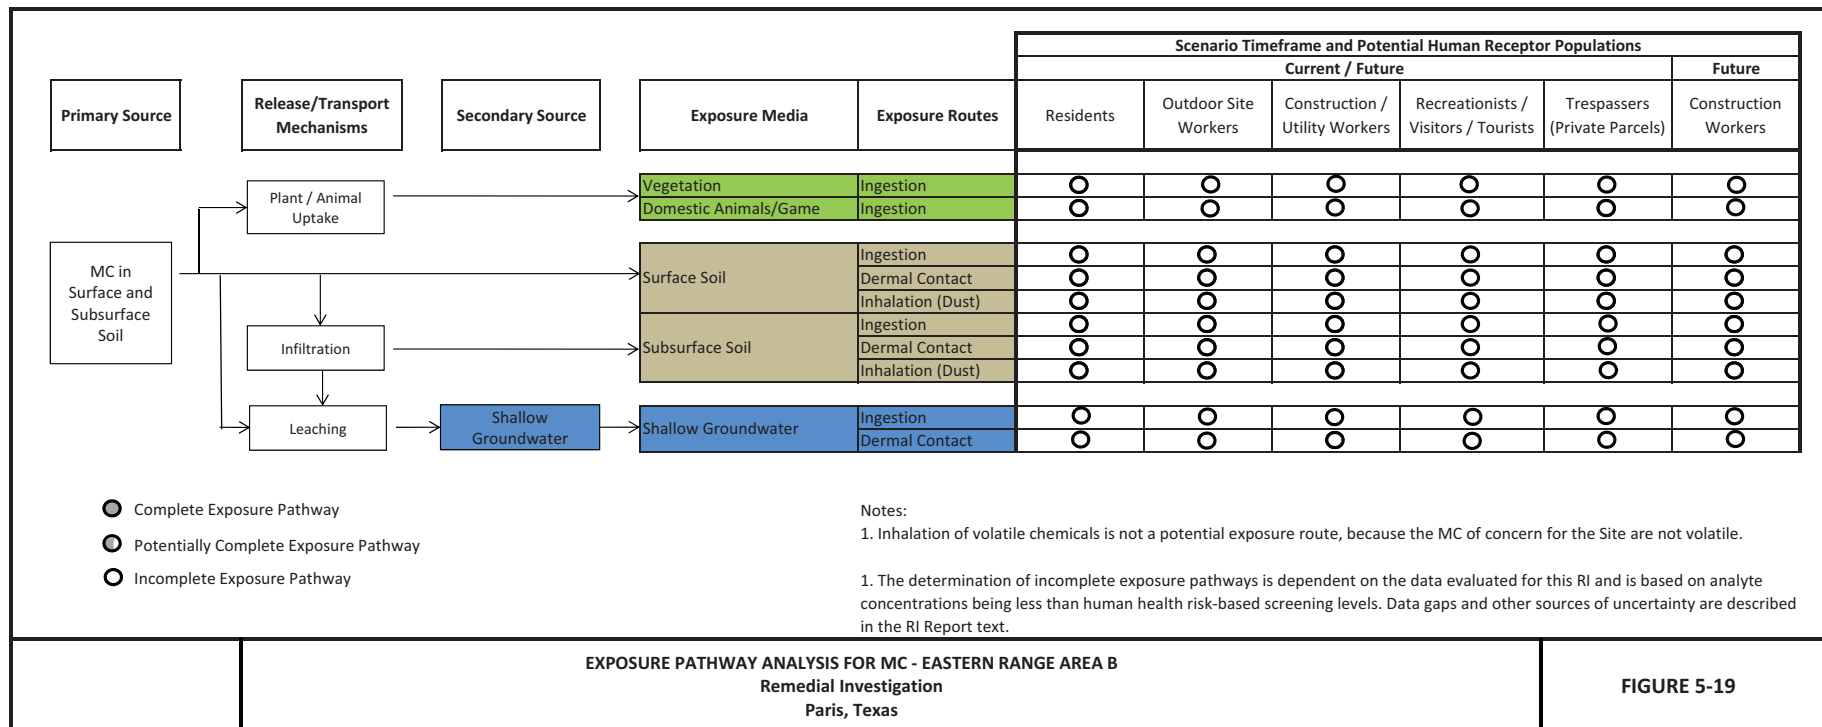 Scenario Timeframe and Potential Human Receptor Populations
Current / Future
Future
Primary Source
Release/Transport
Mechanisms
Secondary Source
Exposure Media
Exposure Routes
Residents
Outdoor Site
Workers
Construction /
Utility Workers
Recreationists /
Visitors / Tourists
Trespassers
(Private Parcels)
Construction
Workers
Plant / Animal
Uptake
Vegetation
Ingestion
Domestic Animals/Game
Ingestion
MC in
Surface and
Subsurface
Soil
Surface Soil
Ingestion
Dermal Contact
Inhalation (Dust)
Infiltration
Subsurface Soil
Ingestion
Dermal Contact
Inhalation (Dust)
Leaching
Shallow
Groundwater
Shallow Groundwater
Ingestion
Dermal Contact
Complete Exposure Pathway
Potentially Complete Exposure Pathway
Incomplete Exposure Pathway
Notes:
1. Inhalation of volatile chemicals is not a potential exposure route, because the MC of concern for the Site are not volatile.
1. The determination of incomplete exposure pathways is dependent on the data evaluated for this RI and is based on analyte
concentrations being less than human health risk-based screening levels. Data gaps and other sources of uncertainty are described
in the RI Report text.
EXPOSURE PATHWAY ANALYSIS FOR MC - EASTERN RANGE AREA B
Remedial Investigation
Paris, Texas
FIGURE 5-19